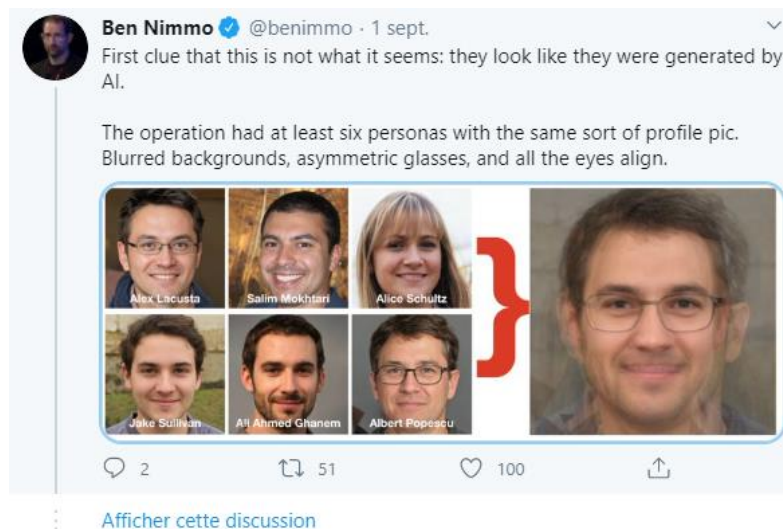 Ben Nimmo @benimmo · 1 sept.
First clue that this is not what it seems: they look like they were generated by
AI.
The operation had at least six personas with the same sort of profile pic.
Blurred backgrounds, asymmetric glasses, and all the eyes align.
Alex Lacusta Salim Mokhtari Alice Schultz
}
Jake Sullivan Ali Ahmed Ghanem Albert Popescu
2 51 100
Afficher cette discussion